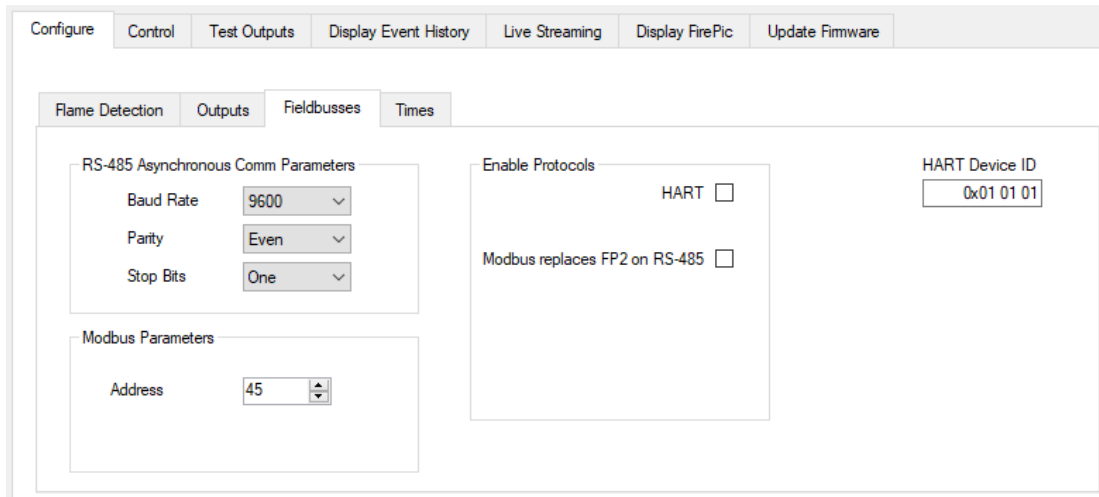 Configure Control Test Outputs Display Event History Live Streaming Display FirePic Update Firmware
Flame Detection Outputs Fieldbusses Times
RS-485 Asynchronous Comm Parameters
Baud Rate 9600
Parity Even
Stop Bits One
Modbus Parameters
Address 45
Enable Protocols
HART
Modbus replaces FP2 on RS-485
HART Device ID
0x01 01 01